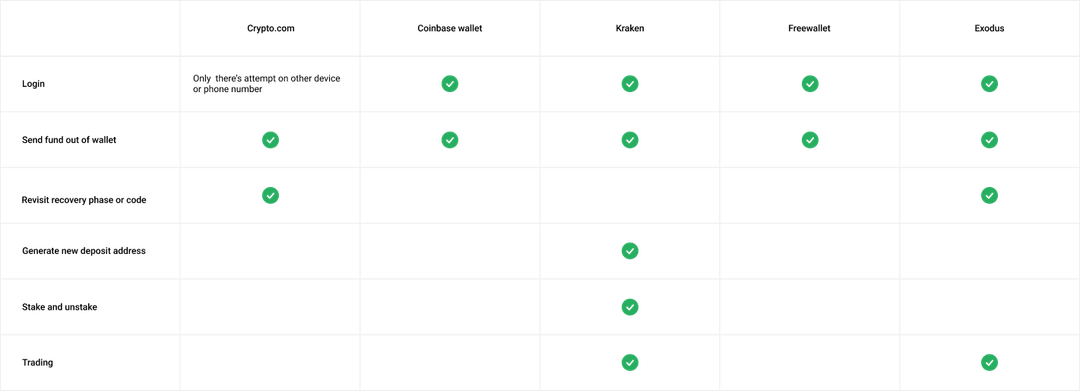 Crypto.com
Coinbase wallet
Kraken
Freewallet
Exodus
Login
Only there's attempt on other device
or phone number
Send fund out of wallet
Revisit recovery phase or code
Generate new deposit address
Stake and unstake
Trading